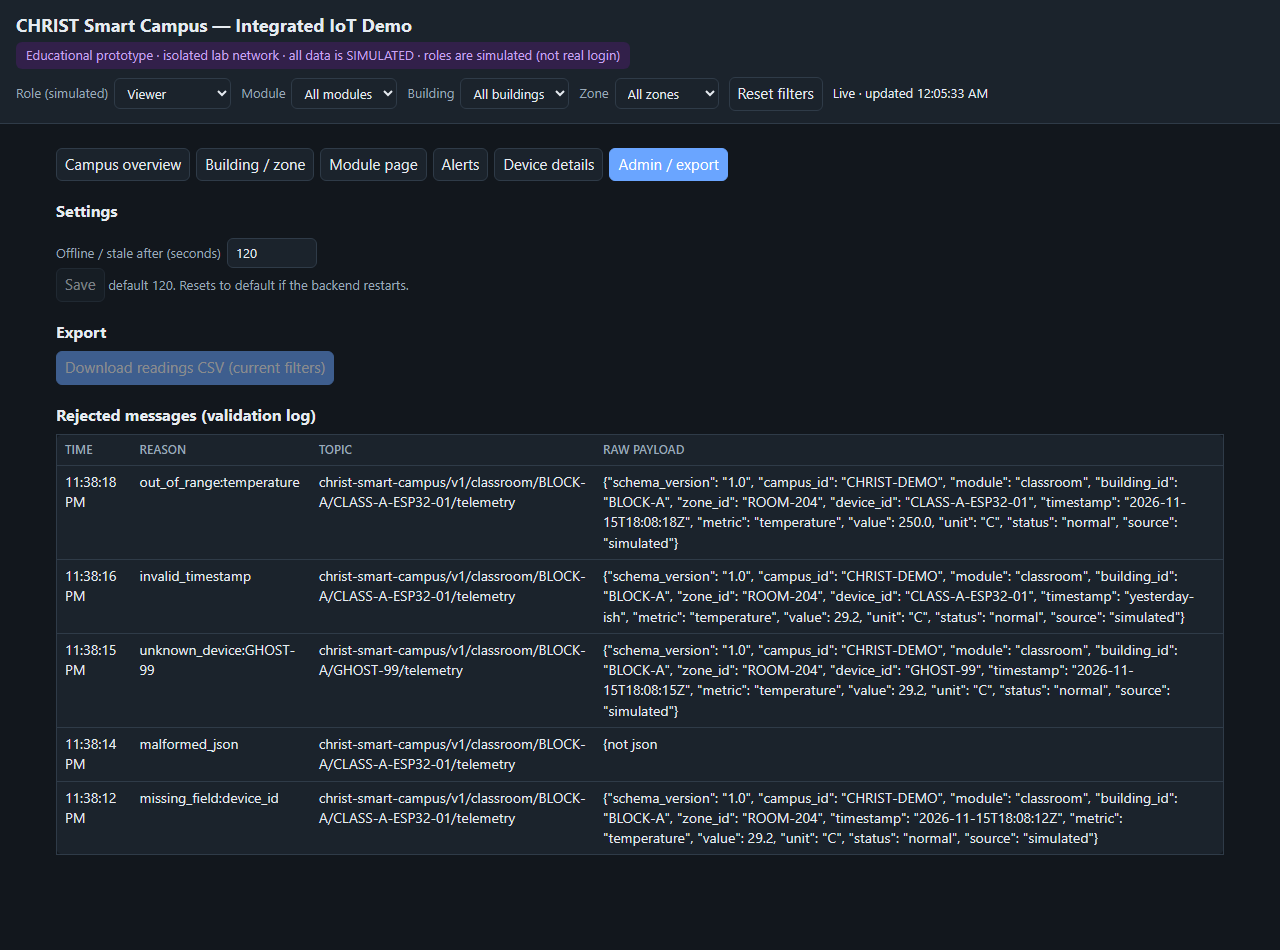 CHRIST Smart Campus — Integrated IoT Demo
Educational prototype · isolated lab network · all data is SIMULATED · roles are simulated (not real login)
Role (simulated) Viewer Module All modules Building All buildings Zone All zones Reset filters Live · updated 12:05:33 AM
Campus overview Building / zone Module page Alerts Device details Admin / export
Settings
Offline / stale after (seconds) 120
Save default 120. Resets to default if the backend restarts.
Export
Download readings CSV (current filters)
Rejected messages (validation log)
TIME REASON TOPIC RAW PAYLOAD
11:38:18 out_of_range:temperature christ-smart-campus/v1/classroom/BLOCK- {"schema_version": "1.0", "campus_id": "CHRIST-DEMO", "module": "classroom", "building_id":
PM A/CLASS-A-ESP32-01/telemetry "BLOCK-A", "zone_id": "ROOM-204", "device_id": "CLASS-A-ESP32-01", "timestamp": "2026-11-
15T18:08:18Z", "metric": "temperature", "value": 250.0, "unit": "C", "status": "normal", "source":
"simulated"}
11:38:16 invalid_timestamp christ-smart-campus/v1/classroom/BLOCK- {"schema_version": "1.0", "campus_id": "CHRIST-DEMO", "module": "classroom", "building_id":
PM A/CLASS-A-ESP32-01/telemetry "BLOCK-A", "zone_id": "ROOM-204", "device_id": "CLASS-A-ESP32-01", "timestamp": "yesterday-
ish", "metric": "temperature", "value": 29.2, "unit": "C", "status": "normal", "source": "simulated"}
11:38:15 unknown_device:GHOST- christ-smart-campus/v1/classroom/BLOCK- {"schema_version": "1.0", "campus_id": "CHRIST-DEMO", "module": "classroom", "building_id":
PM 99 A/GHOST-99/telemetry "BLOCK-A", "zone_id": "ROOM-204", "device_id": "GHOST-99", "timestamp": "2026-11-
15T18:08:15Z", "metric": "temperature", "value": 29.2, "unit": "C", "status": "normal", "source":
"simulated"}
11:38:14 malformed_json christ-smart-campus/v1/classroom/BLOCK- {not json
PM A/CLASS-A-ESP32-01/telemetry
11:38:12 missing_field:device_id christ-smart-campus/v1/classroom/BLOCK- {"schema_version": "1.0", "campus_id": "CHRIST-DEMO", "module": "classroom", "building_id":
PM A/CLASS-A-ESP32-01/telemetry "BLOCK-A", "zone_id": "ROOM-204", "timestamp": "2026-11-15T18:08:12Z", "metric":
"temperature", "value": 29.2, "unit": "C", "status": "normal", "source": "simulated"}